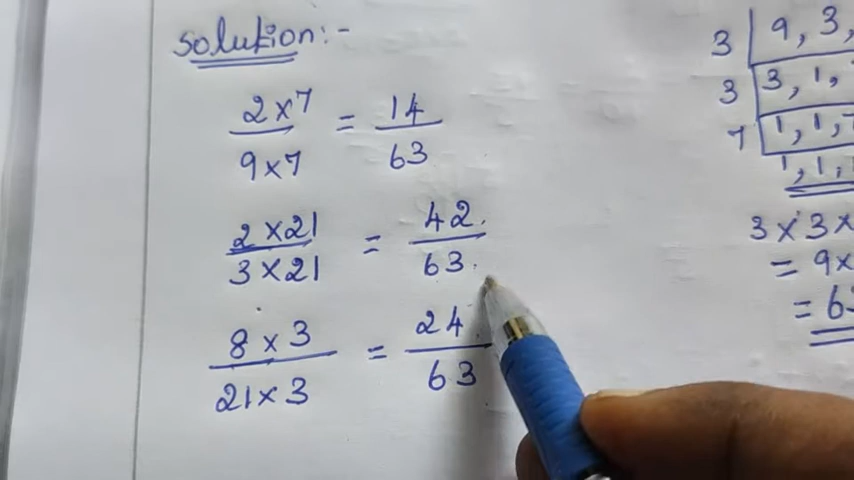 Solution:-
2 x 7 / 9 x 7 = 14 / 63
2 x 21 / 3 x 21 = 42 / 63
8 x 3 / 21 x 3 = 24 / 63
3 | 9, 3,
3 | 3, 1,
7 | 1, 1,
1, 1,
3 x 3 x
= 9 x
= 63